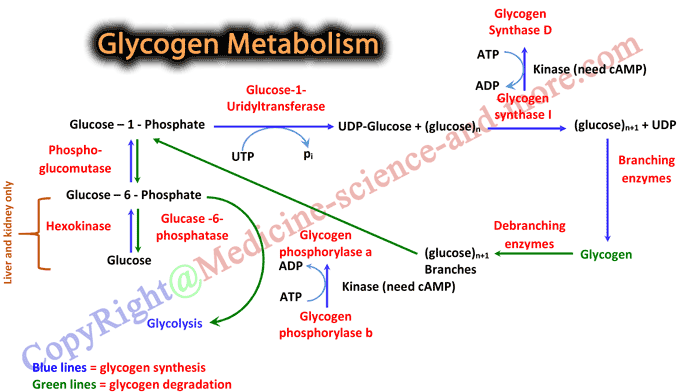 Glycogen Metabolism
Glycogen
Synthase D
ATP
Kinase (need cAMP)
ADP
Glycogen
synthase I
Glucose-1-
Uridyltransferase
Glucose – 1 - Phosphate
UDP-Glucose + (glucose)n
(glucose)n+1 + UDP
UTP
pi
Phospho-
glucomutase
Branching
enzymes
Glucose – 6 - Phosphate
Liver and kidney only
Hexokinase
Glucase -6-
phosphatase
Glucose
Glycogen
phosphorylase a
ADP
ATP
Kinase (need cAMP)
Glycogen
phosphorylase b
Debranching
enzymes
(glucose)n+1
Branches
Glycogen
Glycolysis
Blue lines = glycogen synthesis
Green lines = glycogen degradation
CopyRight@Medicine-science-and-more.com